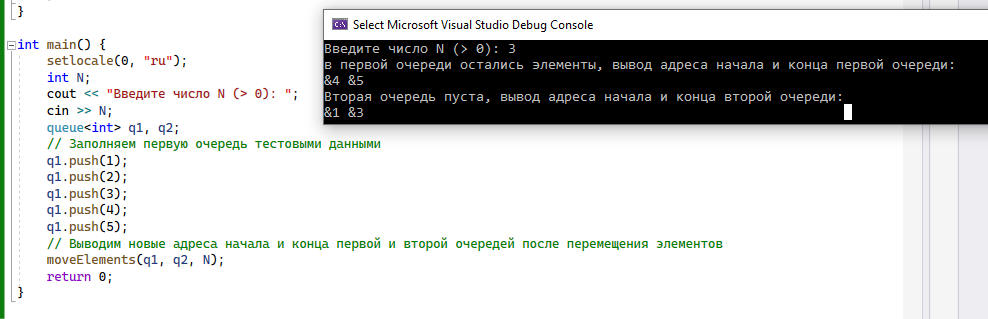 }
int main() {
setlocale(0, "ru");
int N;
cout << "Введите число N (> 0): ";
cin >> N;
queue<int> q1, q2;
// Заполняем первую очередь тестовыми данными
q1.push(1);
q1.push(2);
q1.push(3);
q1.push(4);
q1.push(5);
// Выводим новые адреса начала и конца первой и второй очередей после перемещения элементов
moveElements(q1, q2, N);
return 0;
}
C:\ Select Microsoft Visual Studio Debug Console
Введите число N (> 0): 3
в первой очереди остались элементы, вывод адреса начала и конца первой очереди:
&4 &5
Вторая очередь пуста, вывод адреса начала и конца второй очереди:
&1 &3